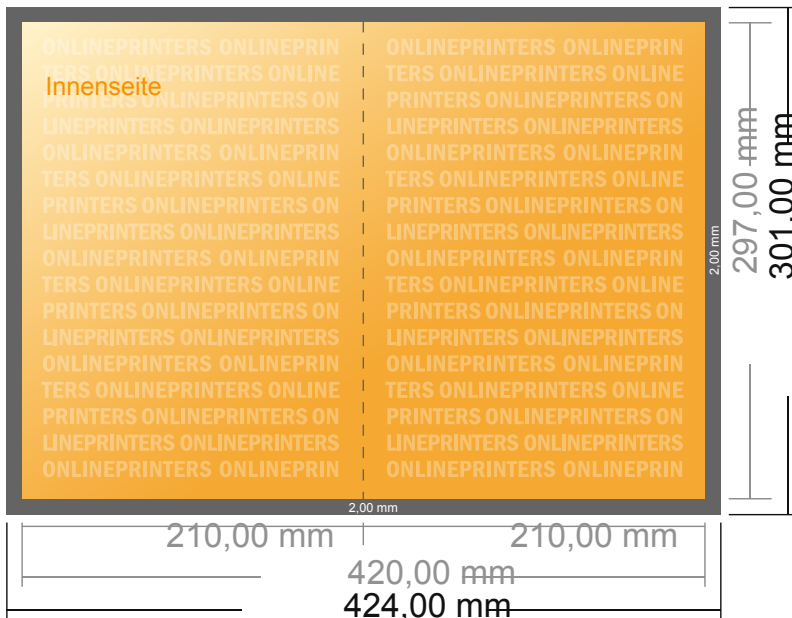 ONLINEPRINTERS ONLINEPRIN
TERS ONLINEPRINTERS ONLINE
Innenseite
PRINTERS ONLINEPRINTERS ON
LINEPRINTERS ONLINEPRINTERS
ONLINEPRINTERS ONLINEPRIN
TERS ONLINEPRINTERS ONLINE
PRINTERS ONLINEPRINTERS ON
LINEPRINTERS ONLINEPRINTERS
ONLINEPRINTERS ONLINEPRIN
TERS ONLINEPRINTERS ONLINE
PRINTERS ONLINEPRINTERS ON
LINEPRINTERS ONLINEPRINTERS
ONLINEPRINTERS ONLINEPRIN
TERS ONLINEPRINTERS ONLINE
PRINTERS ONLINEPRINTERS ON
LINEPRINTERS ONLINEPRINTERS
ONLINEPRINTERS ONLINEPRIN
ONLINEPRINTERS ONLINEPRIN
TERS ONLINEPRINTERS ONLINE
PRINTERS ONLINEPRINTERS ON
LINEPRINTERS ONLINEPRINTERS
ONLINEPRINTERS ONLINEPRIN
TERS ONLINEPRINTERS ONLINE
PRINTERS ONLINEPRINTERS ON
LINEPRINTERS ONLINEPRINTERS
ONLINEPRINTERS ONLINEPRIN
TERS ONLINEPRINTERS ONLINE
PRINTERS ONLINEPRINTERS ON
LINEPRINTERS ONLINEPRINTERS
ONLINEPRINTERS ONLINEPRIN
TERS ONLINEPRINTERS ONLINE
PRINTERS ONLINEPRINTERS ON
LINEPRINTERS ONLINEPRINTERS
ONLINEPRINTERS ONLINEPRIN
2,00 mm
297,00 mm
301,00 mm
2,00 mm
210,00 mm
210,00 mm
420,00 mm
424,00 mm